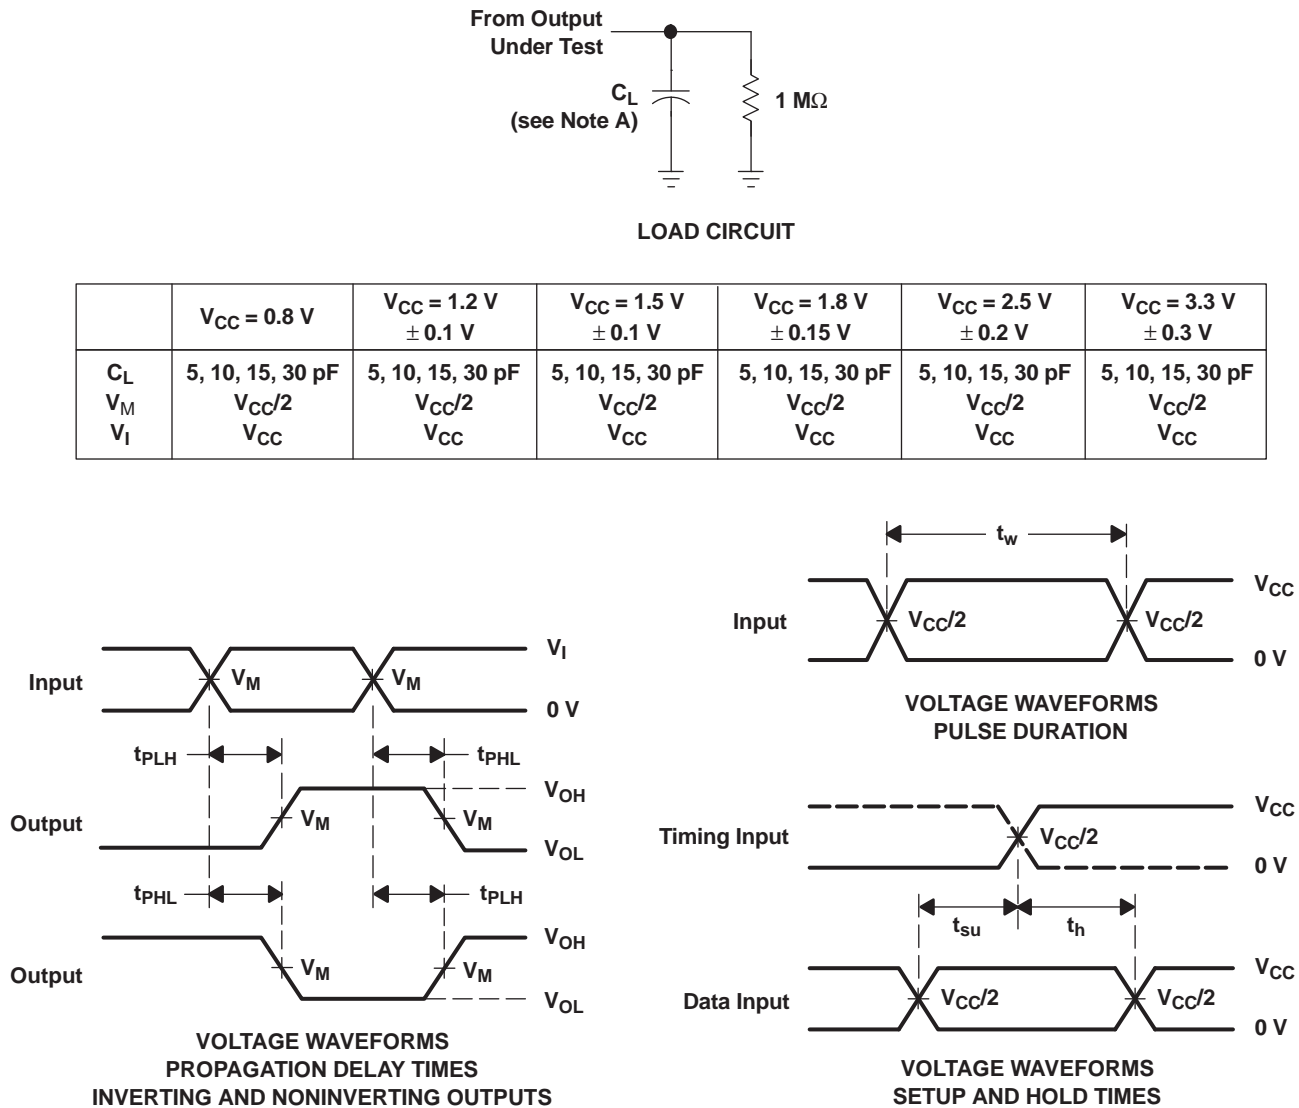 From Output
Under Test
CL
(see Note A)
1 MΩ
LOAD CIRCUIT
VCC = 0.8 V
VCC = 1.2 V
± 0.1 V
VCC = 1.5 V
± 0.1 V
VCC = 1.8 V
± 0.15 V
VCC = 2.5 V
± 0.2 V
VCC = 3.3 V
± 0.3 V
CL 5, 10, 15, 30 pF 5, 10, 15, 30 pF 5, 10, 15, 30 pF 5, 10, 15, 30 pF 5, 10, 15, 30 pF 5, 10, 15, 30 pF
VM VCC/2 VCC/2 VCC/2 VCC/2 VCC/2 VCC/2
VI VCC VCC VCC VCC VCC VCC
Input
VM
VM
VI
0 V
tPLH
tPHL
Output
VM
VM
VOH
VOL
tPHL
tPLH
Output
VM
VM
VOH
VOL
VOLTAGE WAVEFORMS
PROPAGATION DELAY TIMES
INVERTING AND NONINVERTING OUTPUTS
tw
Input
VCC/2
VCC/2
VCC
0 V
VOLTAGE WAVEFORMS
PULSE DURATION
Timing Input
VCC/2
VCC
0 V
tsu
th
Data Input
VCC/2
VCC/2
VCC
0 V
VOLTAGE WAVEFORMS
SETUP AND HOLD TIMES